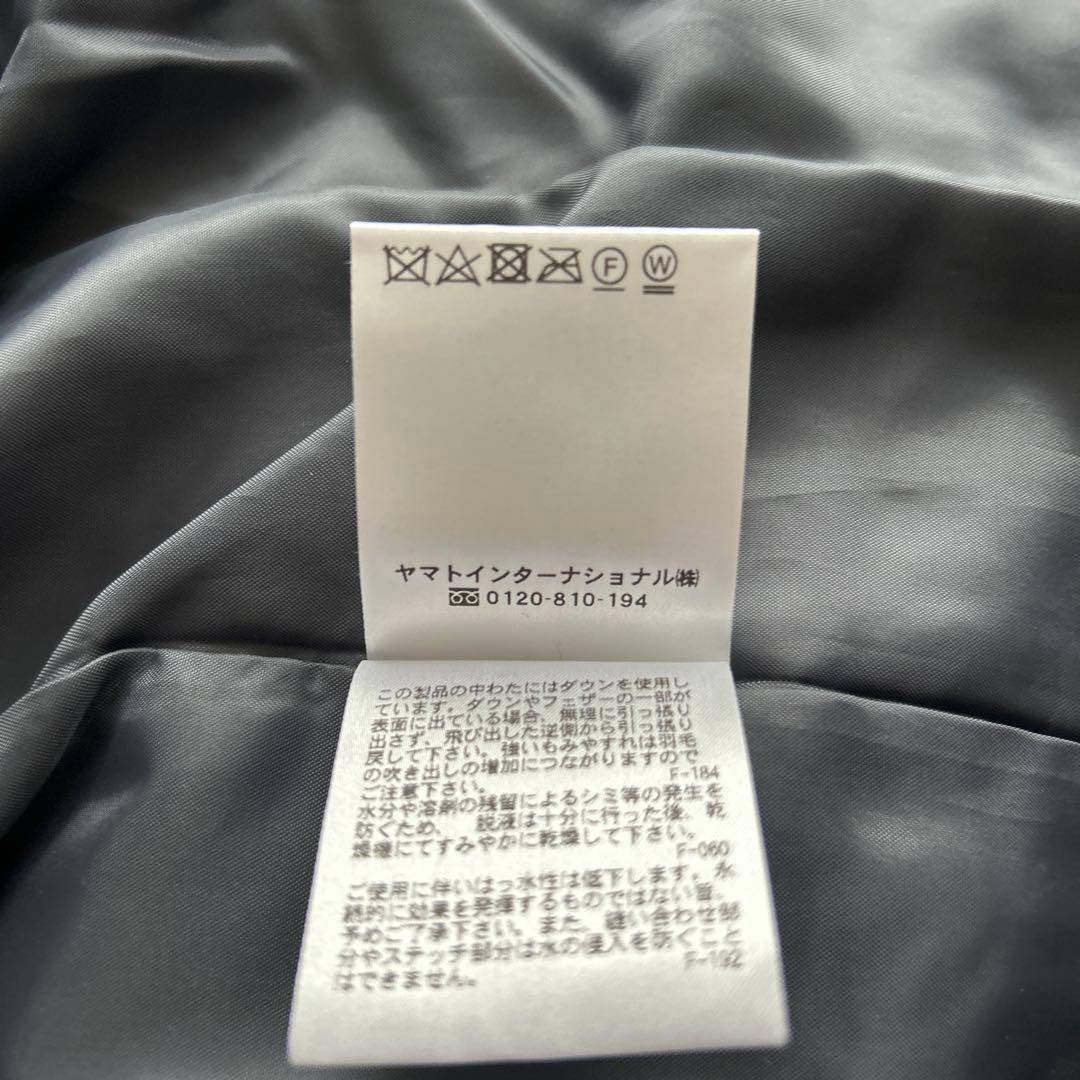 F W
ヤマトインターナショナル㈱
0120-810-194
この製品の中わたにはダウンを使用し
ています。ダウンやフェザーの一部が
表面に出ている場合、無理に引っ張り
出さず、飛び出した逆側から引っ張り
戻して下さい。強いもみやすれは羽毛
の吹き出しの増加につながりますので
ご注意下さい。 F-184
水分や溶剤の残留によるシミ等の発生を
防ぐため、脱液は十分に行った後、乾
燥機にてすみやかに乾燥して下さい。
F-060
ご使用に伴いはっ水性は低下します。永
続的に効果を発揮するものではない旨、
予めご了承下さい。また、縫い合わせ部
分やステッチ部分は水の侵入を防ぐこと
はできません。 F-192